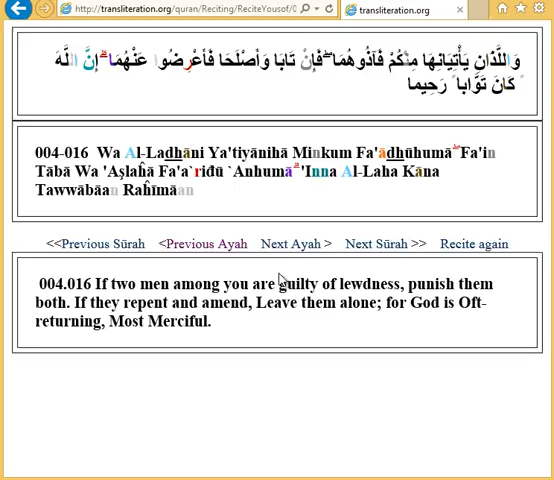 http://transliteration.org/quran/Reciting/ReciteYousof/0
transliteration.org
وَاللَّذَانِ يَأْتِيَانِهَا مِنْكُمْ فَآذُوهُمَا ۖ فَإِنْ تَابَا وَأَصْلَحَا فَأَعْرِضُوا عَنْهُمَا ۗ إِنَّ اللَّهَ
كَانَ تَوَّاباً رَحِيما ً
004-016 Wa Al-Ladhāni Ya'tiyānihā Minkum Fa'ādhūhumā ۖ Fa'in
Tābā Wa 'Aşlaĥā Fa'a`riđū `Anhumā ۗ 'Inna Al-Laha Kāna
Tawwābāan Raĥīmāan
<<Previous Sūrah <Previous Ayah Next Ayah > Next Sūrah >> Recite again
004.016 If two men among you are guilty of lewdness, punish them
both. If they repent and amend, Leave them alone; for God is Oft-
returning, Most Merciful.